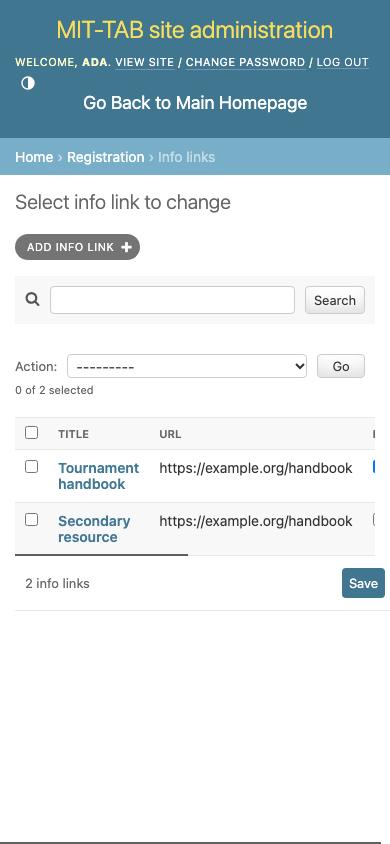 MIT-TAB site administration
WELCOME, ADA. VIEW SITE / CHANGE PASSWORD / LOG OUT
Go Back to Main Homepage
Home › Registration › Info links
Select info link to change
ADD INFO LINK +
Search
Action: ---------
Go
0 of 2 selected
TITLE URL
Tournament handbook https://example.org/handbook
Secondary resource https://example.org/handbook
2 info links
Save